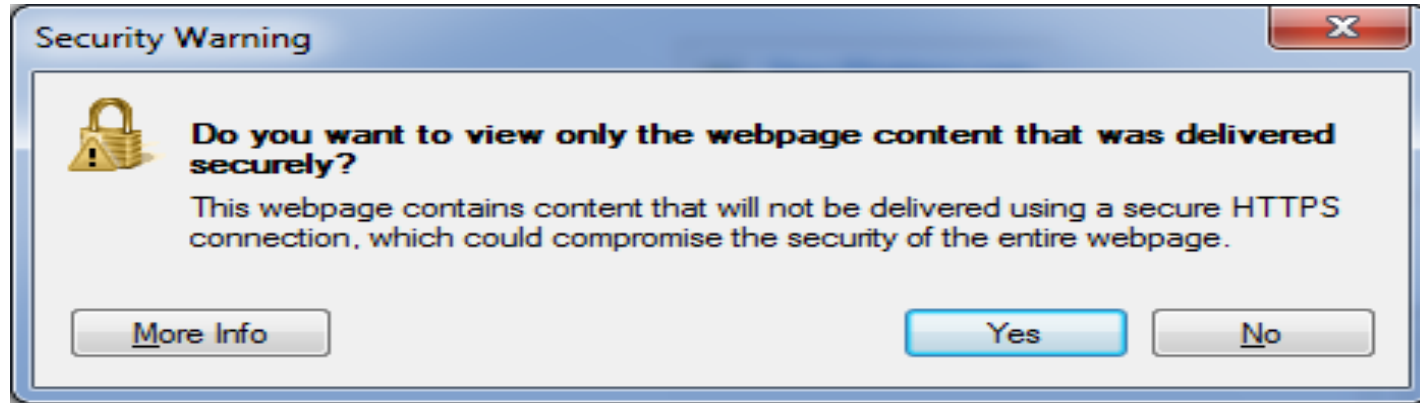 Security Warning
Do you want to view only the webpage content that was delivered
securely?
This webpage contains content that will not be delivered using a secure HTTPS
connection, which could compromise the security of the entire webpage.
More Info
Yes
No